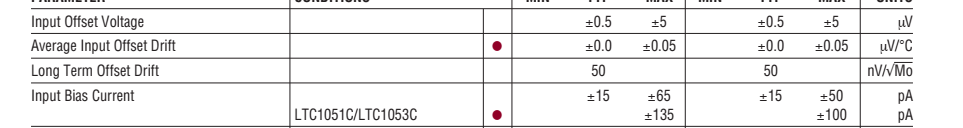 PARAMETER CONDITIONS MIN TYP MAX MIN TYP MAX UNITS
Input Offset Voltage ±0.5 ±5 ±0.5 ±5 µV
Average Input Offset Drift ● ±0.0 ±0.05 ±0.0 ±0.05 µV/°C
Long Term Offset Drift 50 50 nV/√Mo
Input Bias Current ±15 ±65 ±15 ±50 pA
LTC1051C/LTC1053C ● ±135 ±100 pA